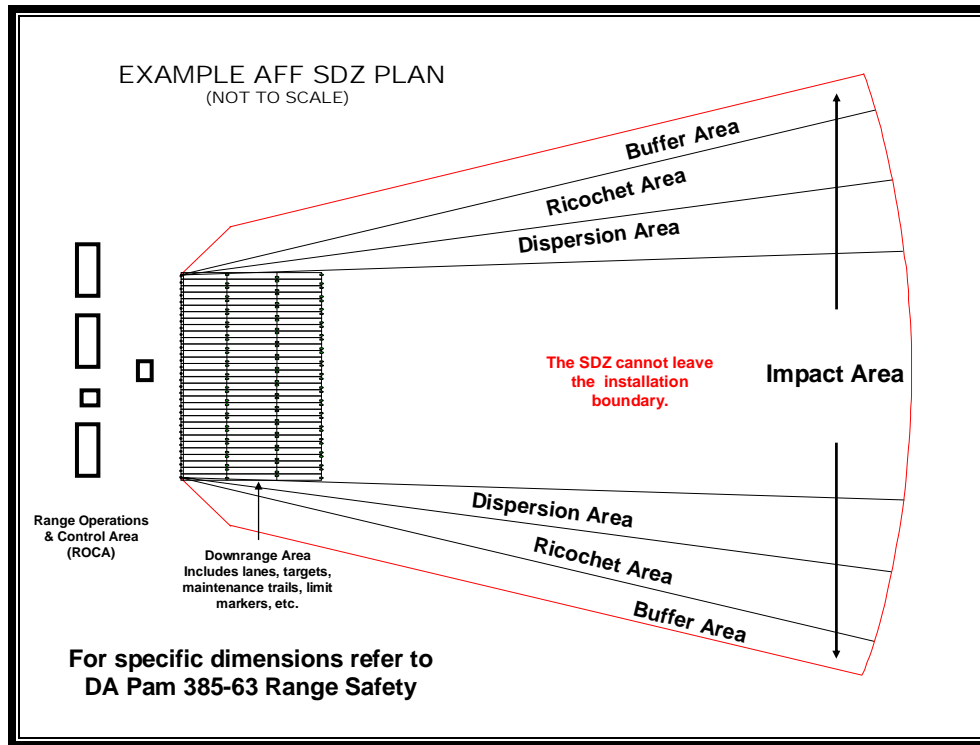 EXAMPLE AFF SDZ PLAN
(NOT TO SCALE)
Buffer Area
Ricochet Area
Dispersion Area
The SDZ cannot leave
the installation
boundary.
Impact Area
Dispersion Area
Ricochet Area
Buffer Area
Range Operations
& Control Area
(ROCA)
Downrange Area
Includes lanes, targets,
maintenance trails, limit
markers, etc.
For specific dimensions refer to
DA Pam 385-63 Range Safety